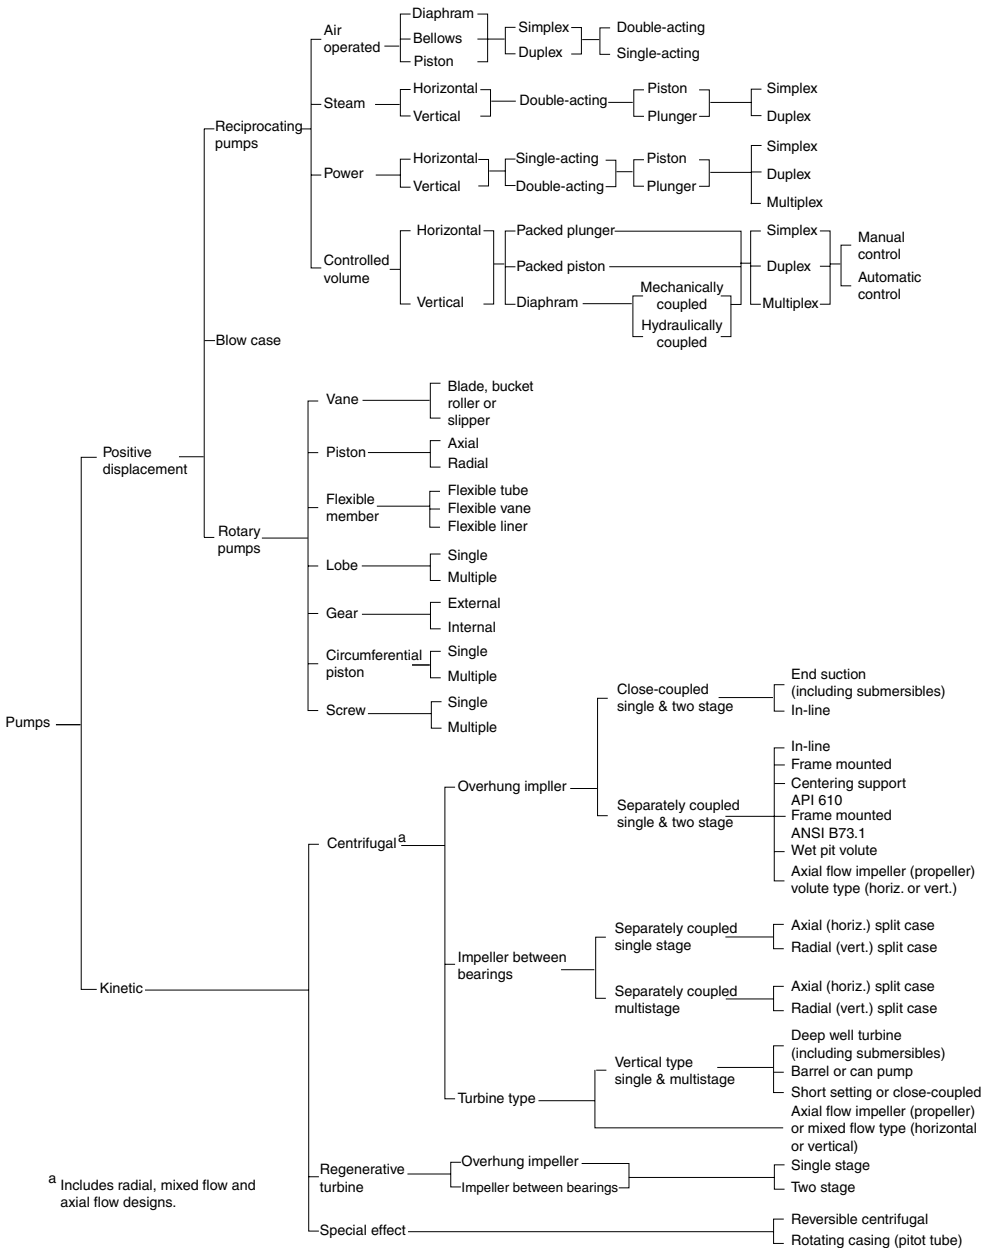 Air
operated
Diaphram
Bellows
Piston
Simplex
Duplex
Double-acting
Single-acting
Steam
Horizontal
Vertical
Double-acting
Piston
Plunger
Simplex
Duplex
Reciprocating
pumps
Power
Horizontal
Vertical
Single-acting
Double-acting
Piston
Plunger
Simplex
Duplex
Multiplex
Controlled
volume
Horizontal
Vertical
Packed plunger
Packed piston
Diaphram
Mechanically
coupled
Hydraulically
coupled
Simplex
Duplex
Multiplex
Manual
control
Automatic
control
Blow case
Positive
displacement
Rotary
pumps
Vane
Blade, bucket
roller or
slipper
Piston
Axial
Radial
Flexible
member
Flexible tube
Flexible vane
Flexible liner
Lobe
Single
Multiple
Gear
External
Internal
Circumferential
piston
Single
Multiple
Screw
Single
Multiple
Pumps
Kinetic
Centrifugal a
Overhung impller
Close-coupled
single & two stage
End suction
(including submersibles)
In-line
Separately coupled
single & two stage
In-line
Frame mounted
Centering support
API 610
Frame mounted
ANSI B73.1
Wet pit volute
Axial flow impeller (propeller)
volute type (horiz. or vert.)
Impeller between
bearings
Separately coupled
single stage
Axial (horiz.) split case
Radial (vert.) split case
Separately coupled
multistage
Axial (horiz.) split case
Radial (vert.) split case
Turbine type
Vertical type
single & multistage
Deep well turbine
(including submersibles)
Barrel or can pump
Short setting or close-coupled
Axial flow impeller (propeller)
or mixed flow type (horizontal
or vertical)
Regenerative
turbine
Overhung impeller
Impeller between bearings
Single stage
Two stage
Special effect
Reversible centrifugal
Rotating casing (pitot tube)
a Includes radial, mixed flow and
axial flow designs.